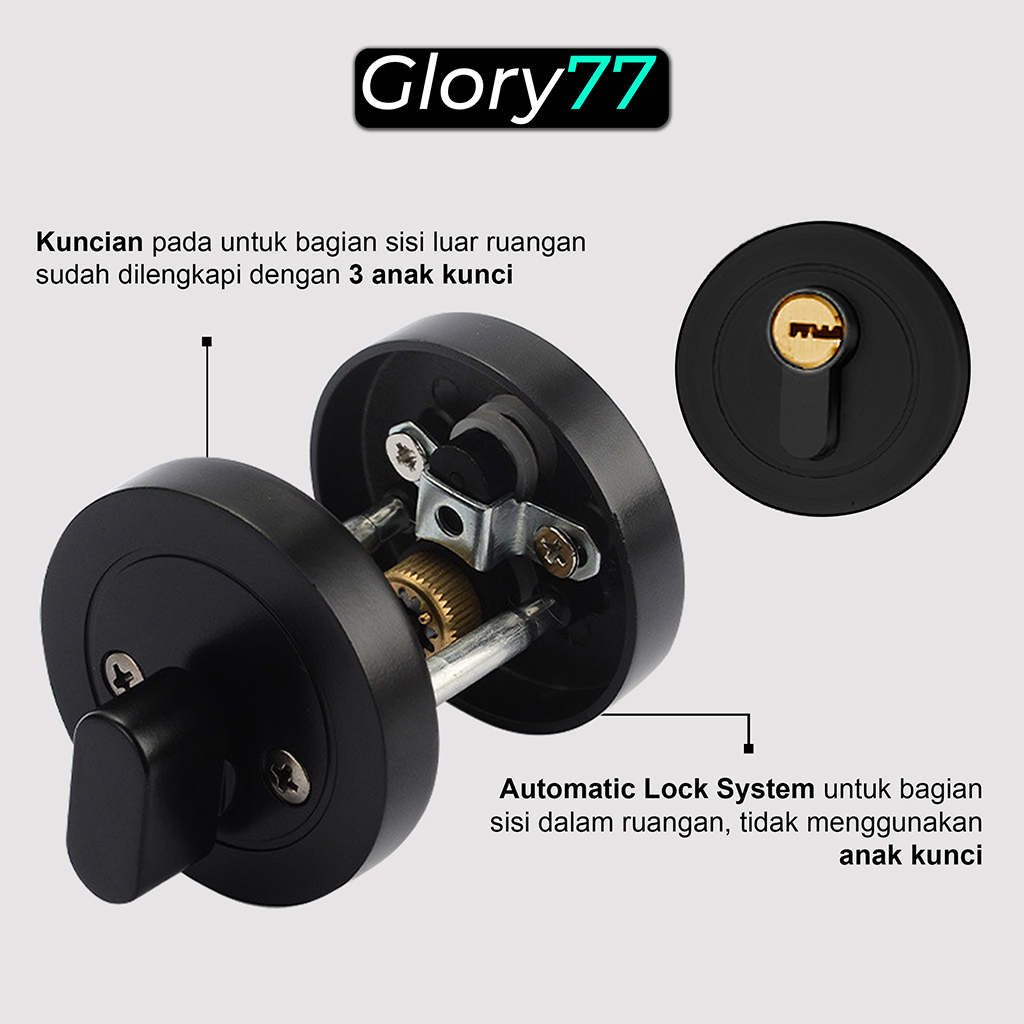 Glory77
Kuncian pada untuk bagian sisi luar ruangan
sudah dilengkapi dengan 3 anak kunci
Automatic Lock System untuk bagian
sisi dalam ruangan, tidak menggunakan
anak kunci